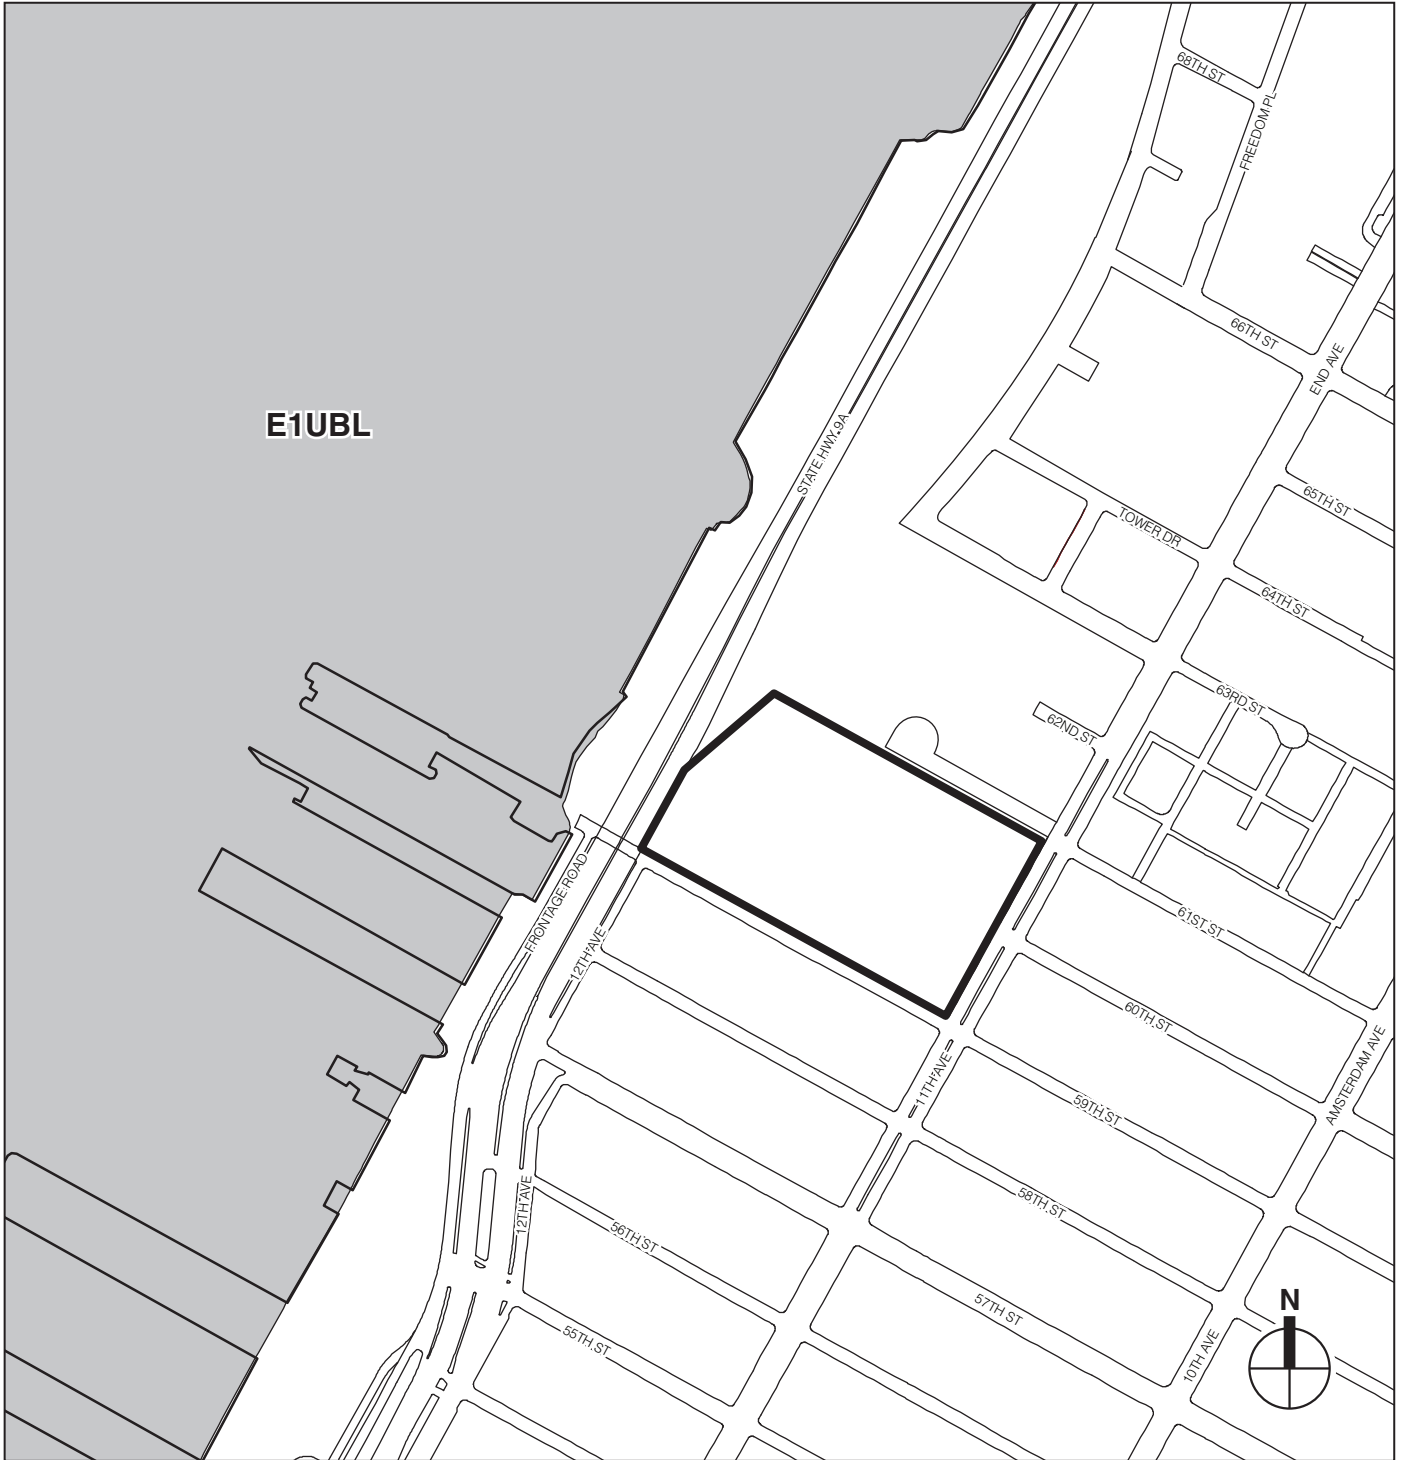 68TH ST
FREEDOM PL
66TH ST
END AVE
E1UBL
STATE HWY 9A
65TH ST
TOWER DR
64TH ST
63RD ST
62ND ST
FRONTAGE ROAD
61ST ST
12TH AVE
60TH ST
AMSTERDAM AVE
11TH AVE
59TH ST
58TH ST
12TH AVE
56TH ST
57TH ST
N
55TH ST
10TH AVE